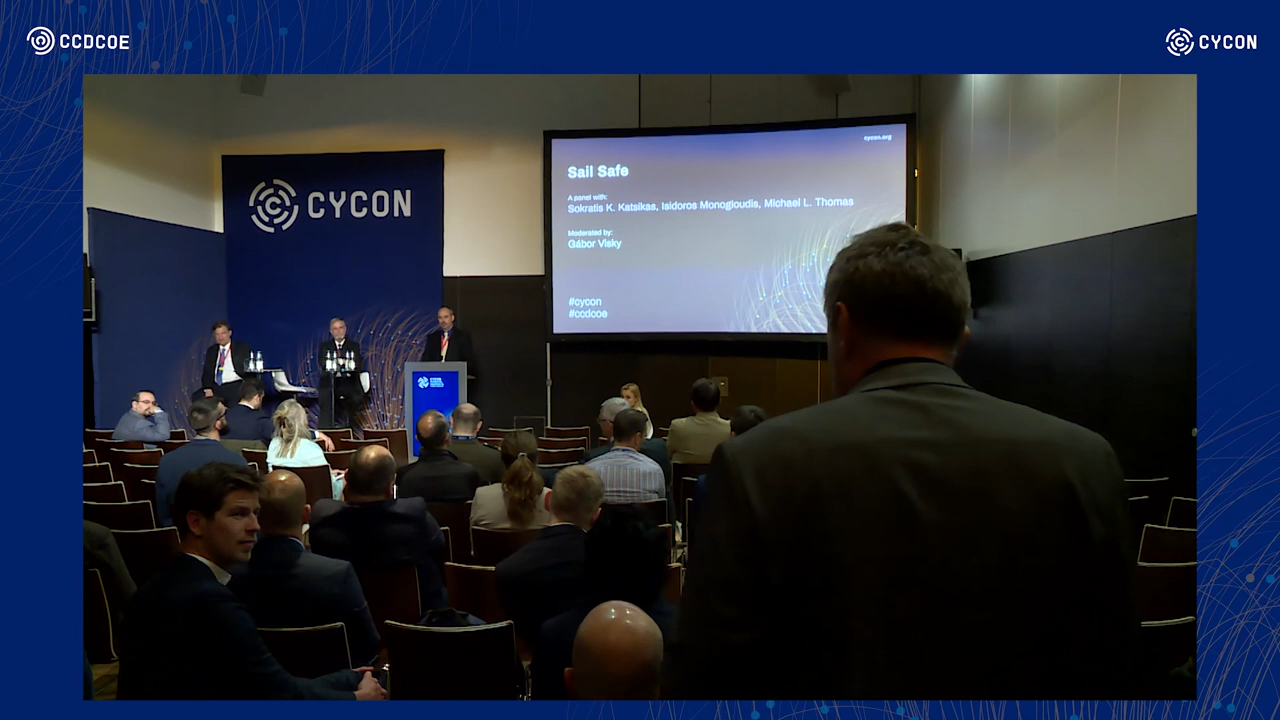 CCDCOE
CYCON
CYCON
cycon.org
Sail Safe
A panel with:
Sokratis K. Katsikas, Isidoros Monogioudis, Michael L. Thomas
Moderated by:
Gábor Visky
#cycon
#ccdcoe